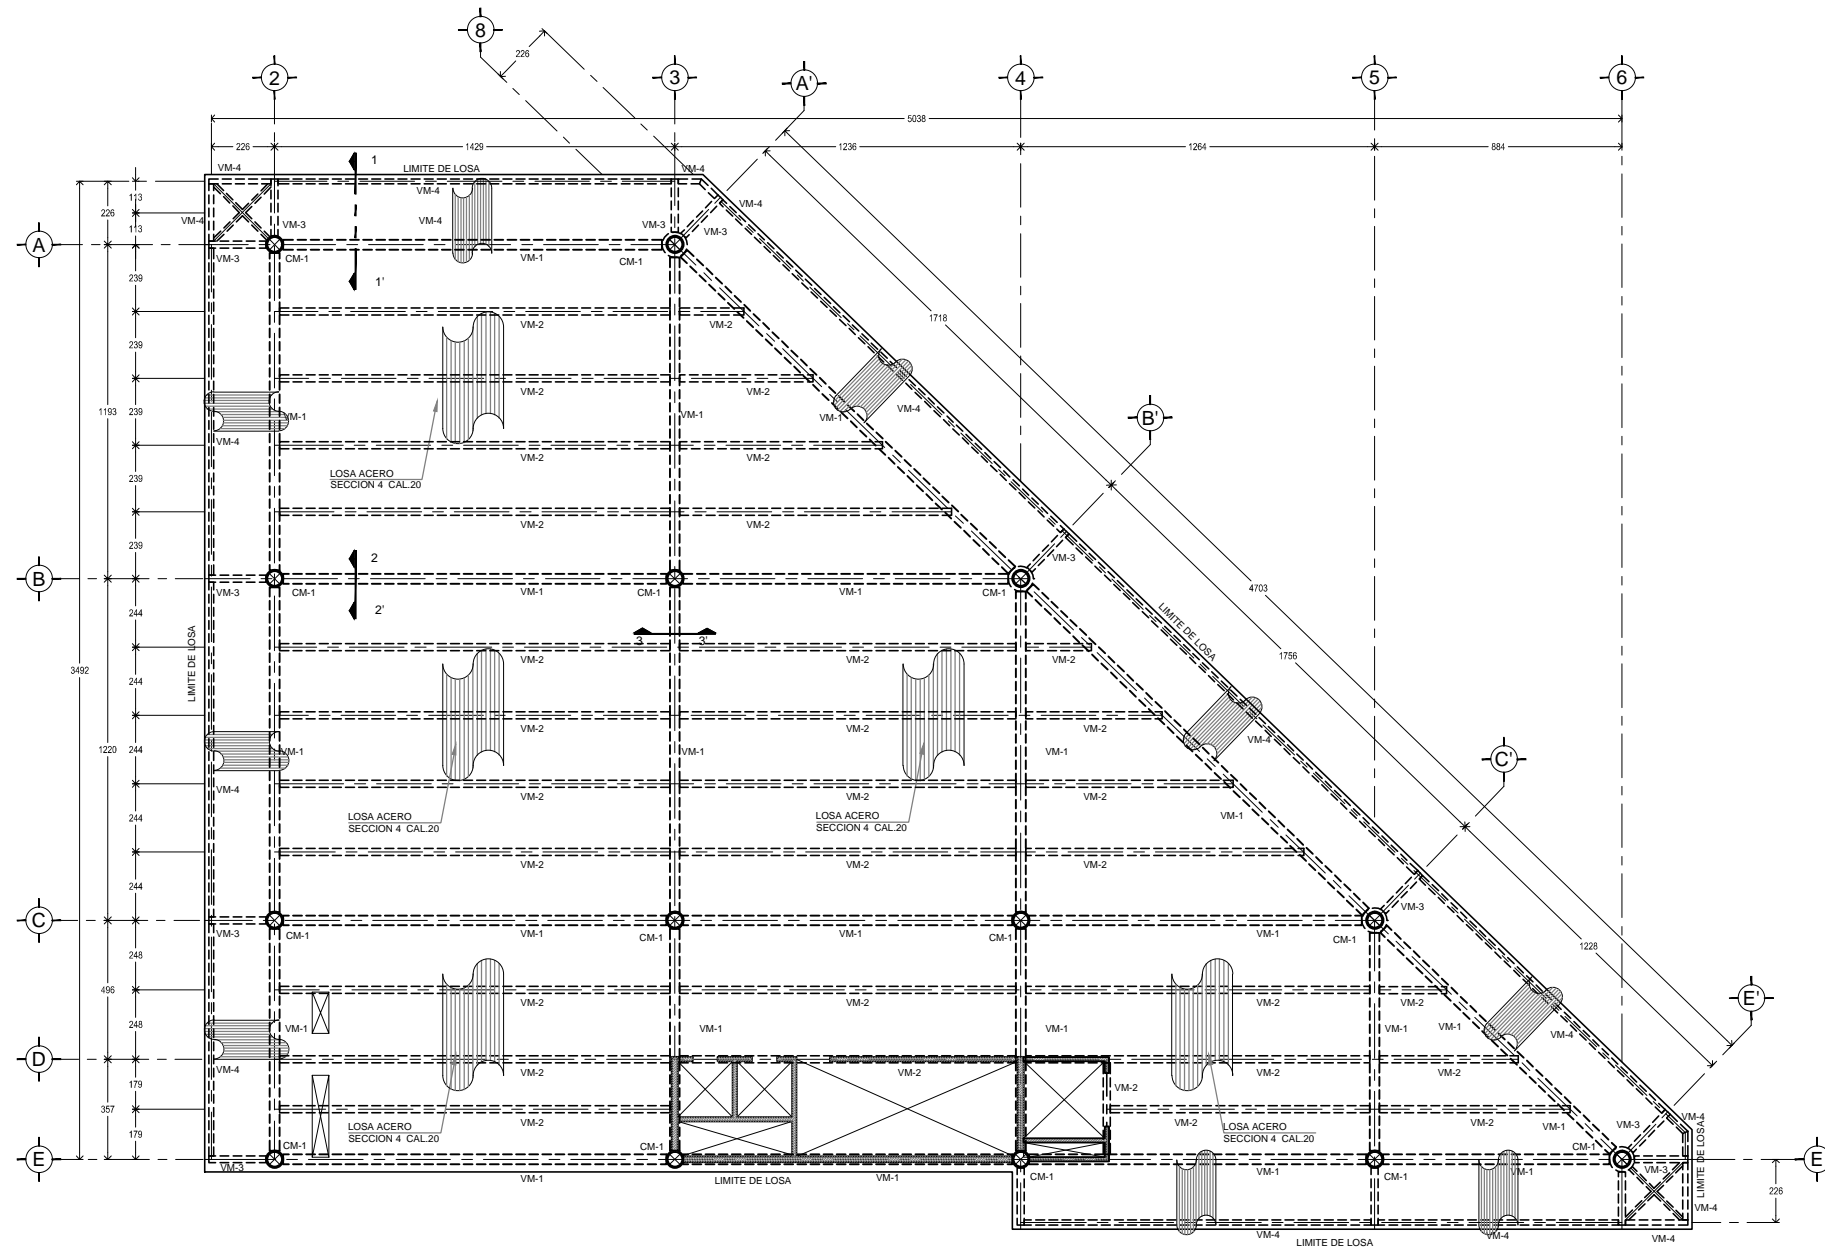 8
226
A'
2
3
4
5
6
5038
226
1429
1236
1264
884
1
LIMITE DE LOSA
VM-4
VM-4
VM-4
VM-4
113
226
VM-4
VM-3
VM-4
VM-3
VM-3
113
A
VM-3
CM-1
VM-1
CM-1
239
1'
1718
VM-2
VM-2
239
B'
VM-2
VM-2
1193
239
VM-1
VM-1
VM-1
VM-4
VM-4
VM-2
VM-2
LOSA ACERO
SECCION 4 CAL.20
239
VM-2
VM-2
239
2
VM-3
B
VM-3
CM-1
VM-1
CM-1
VM-1
CM-1
4703
2'
244
LIMITE DE LOSA
LIMITE DE LOSA
3
3'
1756
VM-2
VM-2
VM-2
3492
244
VM-2
VM-2
VM-2
VM-4
1220
244
VM-1
VM-1
VM-1
C'
VM-4
VM-2
VM-2
VM-2
LOSA ACERO
SECCION 4 CAL.20
LOSA ACERO
SECCION 4 CAL.20
VM-1
244
VM-2
VM-2
VM-2
244
VM-3
C
VM-3
CM-1
VM-1
CM-1
VM-1
CM-1
VM-1
CM-1
1228
248
496
VM-2
VM-2
VM-2
VM-2
E'
248
VM-1
VM-1
VM-1
VM-1
VM-1
VM-4
D
VM-4
VM-2
VM-2
VM-2
VM-2
179
VM-2
357
VM-2
VM-2
VM-2
VM-1
VM-3
VM-4
LOSA ACERO
SECCION 4 CAL.20
LOSA ACERO
SECCION 4 CAL.20
179
CM-1
CM-1
CM-1
E
VM-3
VM-1
LIMITE DE LOSA
VM-1
CM-1
VM-1
CM-1
VM-1
VM-3
LIMITE DE LOSA
E
226
VM-4
VM-4
LIMITE DE LOSA
VM-4
VM-4